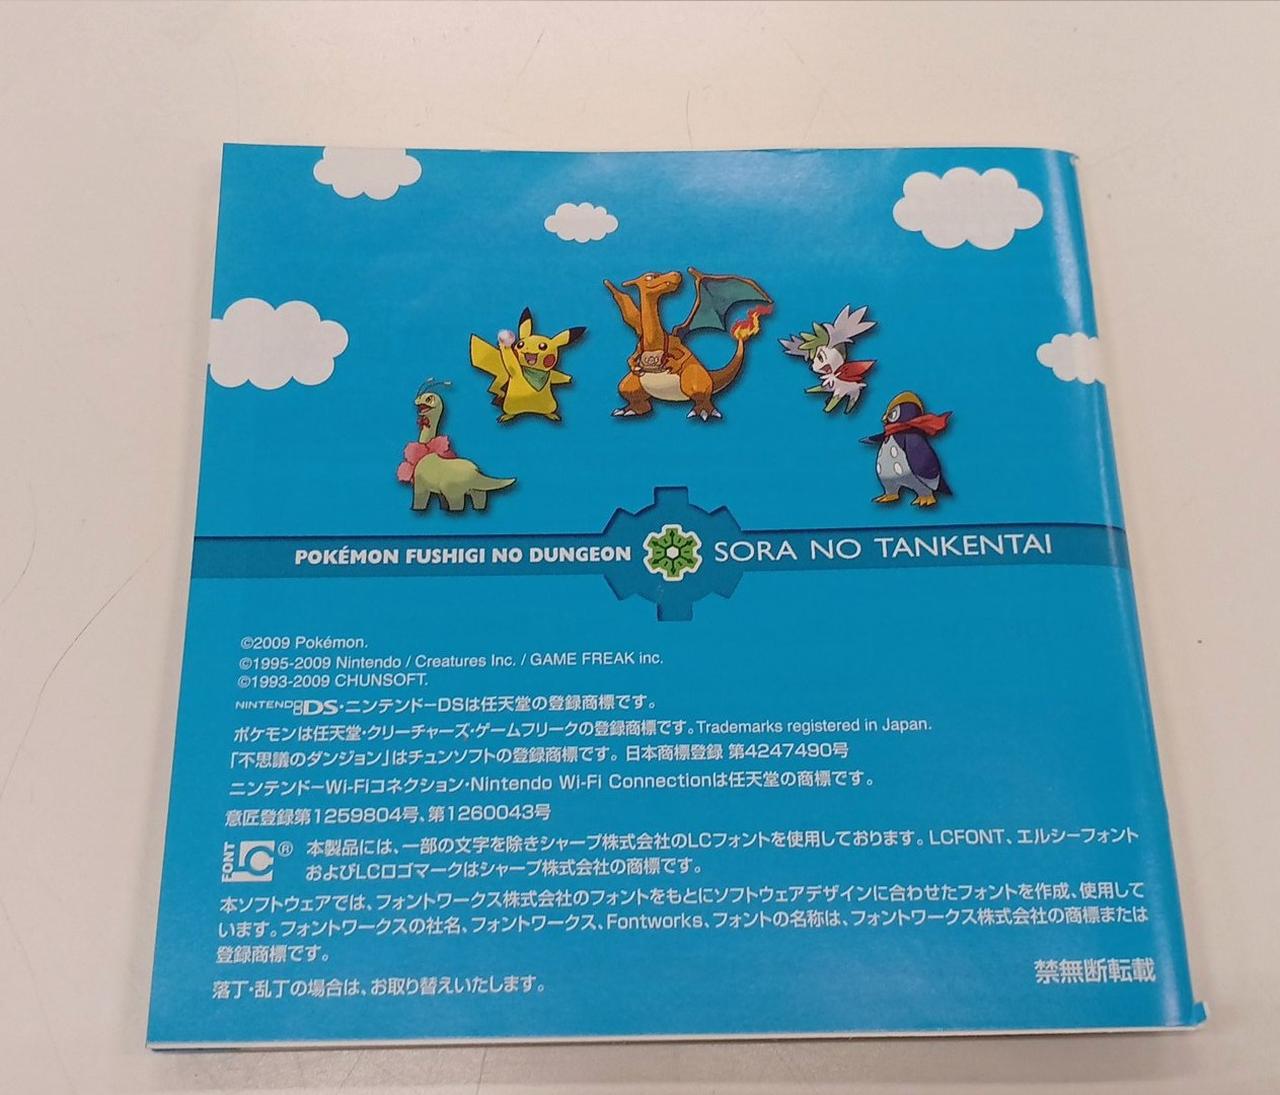 POKÉMON FUSHIGI NO DUNGEON SORA NO TANKENTAI
©2009 Pokémon.
©1995-2009 Nintendo / Creatures Inc. / GAME FREAK inc.
©1993-2009 CHUNSOFT.
NINTENDO DS・ニンテンドーDSは任天堂の登録商標です。
ポケモンは任天堂・クリーチャーズ・ゲームフリークの登録商標です。Trademarks registered in Japan.
「不思議のダンジョン」はチュンソフトの登録商標です。日本商標登録 第4247490号
ニンテンドーWi-Fiコネクション・Nintendo Wi-Fi Connectionは任天堂の商標です。
意匠登録第1259804号、第1260043号
LC FONT ® 本製品には、一部の文字を除きシャープ株式会社のLCフォントを使用しております。LCFONT、エルシーフォント
およびLCロゴマークはシャープ株式会社の商標です。
本ソフトウェアでは、フォントワークス株式会社のフォントをもとにソフトウェアデザインに合わせたフォントを作成、使用して
います。フォントワークスの社名、フォントワークス、Fontworks、フォントの名称は、フォントワークス株式会社の商標または
登録商標です。
落丁・乱丁の場合は、お取り替えいたします。
禁無断転載